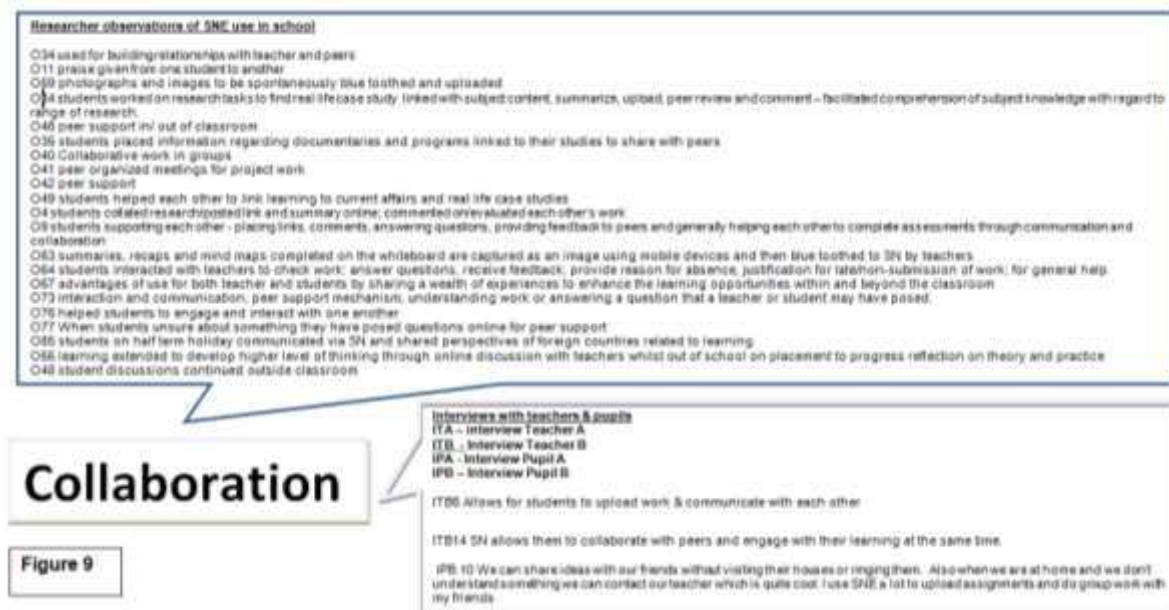 Researcher observations of SNE use in school
O34 used for building relationships with teacher and peers
O11 praise given from one student to another
O59 photographs and images to be spontaneously blue toothed and uploaded
students worked on research tasks to find real life case study linked with subject content, summarize, upload, peer review and comment – facilitated comprehension of subject knowledge with regard to
range of research.
O46 peer support in/ out of classroom
O35 students placed information regarding documentaries and programs linked to their studies to share with peers
O40 Collaborative work in groups
O41 peer organized meetings for project work
O42 peer support
O49 students helped each other to link learning to current affairs and real life case studies
O4 students collated research/posted link and summary online; commented on/evaluated each other's work
O9 students supporting each other - placing links, comments, answering questions, providing feedback to peers and generally helping each other to complete assessments through communication and
collaboration
O63 summaries, recaps and mind maps completed on the whiteboard are captured as an image using mobile devices and then blue toothed to SN by teachers
O64 students interacted with teachers to check work; answer questions, receive feedback; provide reason for absence, justification for late/non-submission of work; for general help
O67 advantages of use for both teacher and students by sharing a wealth of experiences to enhance the learning opportunities within and beyond the classroom
O73 interaction and communication, peer support mechanism, understanding work or answering a question that a teacher or student may have posed.
O76 helped students to engage and interact with one another
O77 When students unsure about something they have posed questions online for peer support
students on half term holiday communicated via SN and shared perspectives of foreign countries related to learning
learning extended to develop higher level of thinking through online discussion with teachers whilst out of school on placement to progress reflection on theory and practice
O48 student discussions continued outside classroom
Collaboration
Figure 9
Interviews with teachers & pupils
ITA – interview Teacher A
ITB - Interview Teacher B
IPA - Interview Pupil A
IPB – Interview Pupil B
ITB6 Allows for students to upload work & communicate with each other
ITB14 SN allows them to collaborate with peers and engage with their learning at the same time.
IPB 10 We can share ideas with our friends without visiting their houses or ringing them. Also when we are at home and we don't
understand something we can contact our teacher which is quite cool. I use SNE a lot to upload assignments and do group work with
my friends